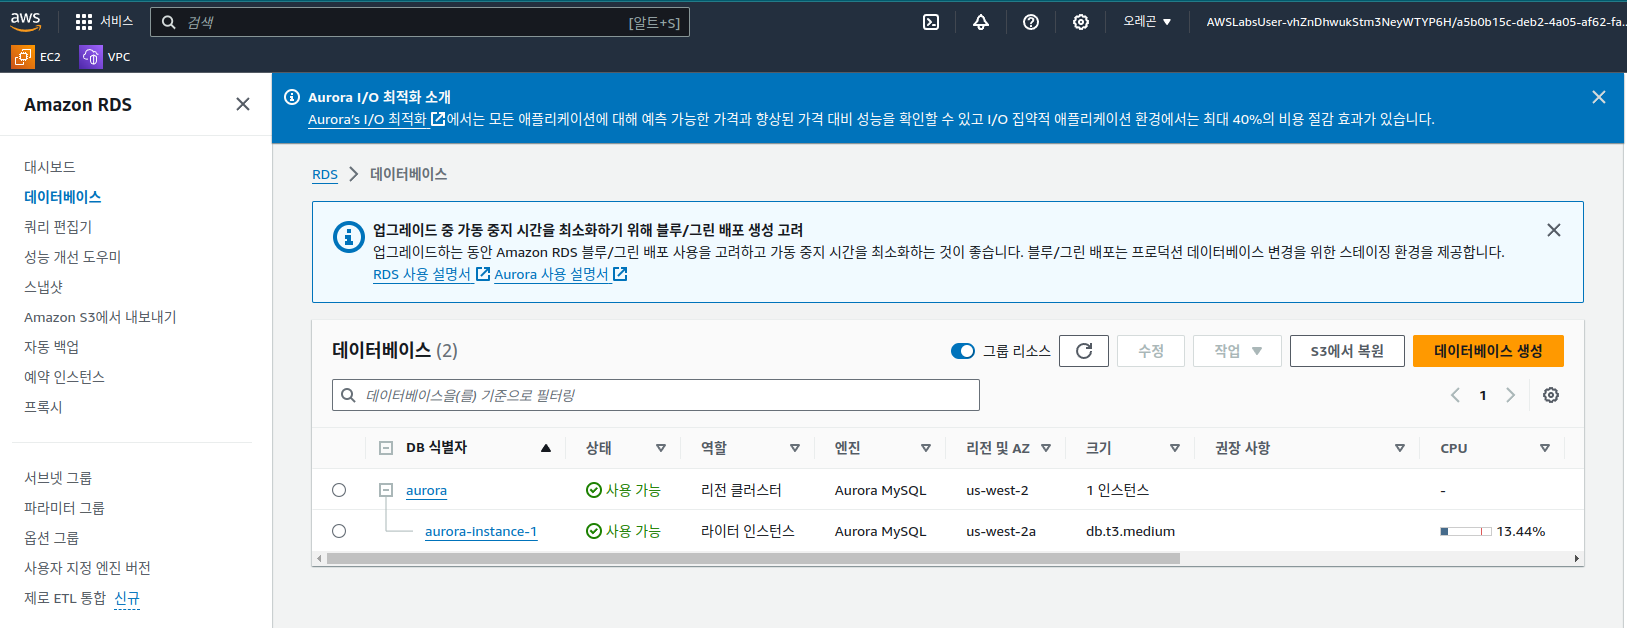 aws
서비스
검색
[알트+S]
오레곤
AWSLabsUser-vhZnDhwukStm3NeyWTYP6H/a5b0b15c-deb2-4a05-af62-fa...
EC2
VPC
Amazon RDS
대시보드
데이터베이스
쿼리 편집기
성능 개선 도우미
스냅샷
Amazon S3에서 내보내기
자동 백업
예약 인스턴스
프록시
서브넷 그룹
파라미터 그룹
옵션 그룹
사용자 지정 엔진 버전
제로 ETL 통합 신규
Aurora I/O 최적화 소개
Aurora's I/O 최적화 에서는 모든 애플리케이션에 대해 예측 가능한 가격과 향상된 가격 대비 성능을 확인할 수 있고 I/O 집약적 애플리케이션 환경에서는 최대 40%의 비용 절감 효과가 있습니다.
RDS 데이터베이스
업그레이드 중 가동 중지 시간을 최소화하기 위해 블루/그린 배포 생성 고려
업그레이드하는 동안 Amazon RDS 블루/그린 배포 사용을 고려하고 가동 중지 시간을 최소화하는 것이 좋습니다. 블루/그린 배포는 프로덕션 데이터베이스 변경을 위한 스테이징 환경을 제공합니다.
RDS 사용 설명서 Aurora 사용 설명서
데이터베이스 (2)
그룹 리소스
수정
작업
S3에서 복원
데이터베이스 생성
데이터베이스을(를) 기준으로 필터링
1
DB 식별자 상태 역할 엔진 리전 및 AZ 크기 권장 사항 CPU
aurora 사용 가능 리전 클러스터 Aurora MySQL us-west-2 1 인스턴스 -
aurora-instance-1 사용 가능 라이터 인스턴스 Aurora MySQL us-west-2a db.t3.medium 13.44%